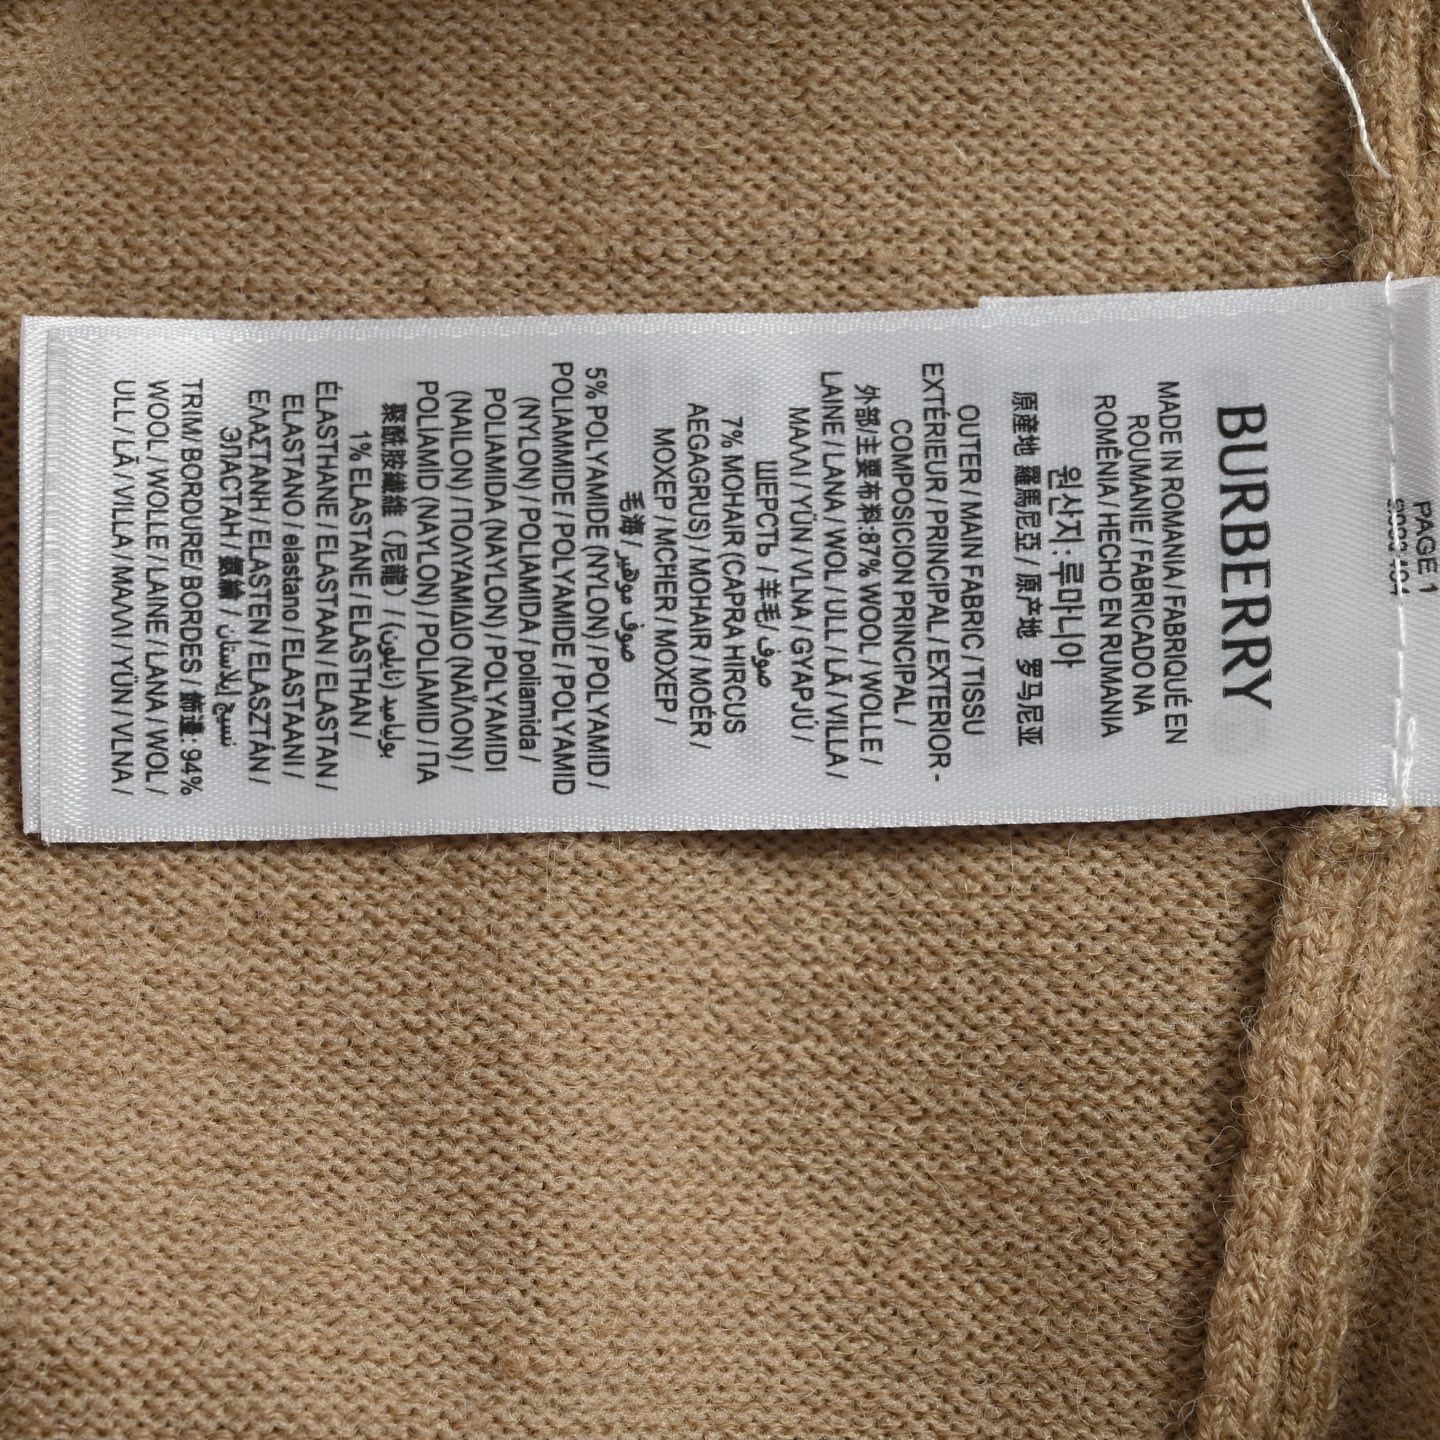 PAGE 1
BURBERRY
MADE IN ROMANIA / FABRIQUÉ EN
ROUMANIE / FABRICADO NA
ROMÊNIA / HECHO EN RUMANIA
원산지: 루마니아
原産地 羅馬尼亞 / 原产地 罗马尼亚
OUTER / MAIN FABRIC / TISSU
EXTÉRIEUR / PRINCIPAL / EXTERIOR -
COMPOSICION PRINCIPAL /
外部/主要布料:87% WOOL / WOLLE /
LAINE / LANA / WOL / ULL / LÃ / VILLA /
ΜΑΛΛΙ / YÜN / VLNA / GYAPJÚ /
ШЕРСТЬ / 羊毛 / صوف
7% MOHAIR (CAPRA HIRCUS
AEGAGRUS) / MOHAIR / MOÉR /
MOXEP / MCHER / MOXEP /
毛海 / صوف موهير
5% POLYAMIDE (NYLON) / POLYAMID /
POLIAMMIDE / POLYAMIDE / POLYAMID
(NYLON) / POLIAMIDA / poliamida /
POLIAMIDA (NAYLON) / POLYAMIDI
(NAILON) / ΠΟΛΥΑΜΙΔΙΟ (ΝΑΪΛΟΝ) /
POLİAMİD (NAYLON) / POLIAMID / ПА
聚酰胺纖維（尼龍） / بولياميد (نايلون)
1% ELASTANE / ELASTHAN /
ÉLASTHANE / ELASTAAN / ELASTAN /
ELASTANO / elastano / ELASTAANI /
ΕΛΑΣΤΑΝΗ / ELASTEN / ELASZTÁN /
ЭЛАСТАН / 氨綸 / نسيج إيلاستان
TRIM / BORDURE / BORDES / 飾邊: 94%
WOOL / WOLLE / LAINE / LANA / WOL /
ULL / LÃ / VILLA / ΜΑΛΛΙ / YÜN / VLNA /